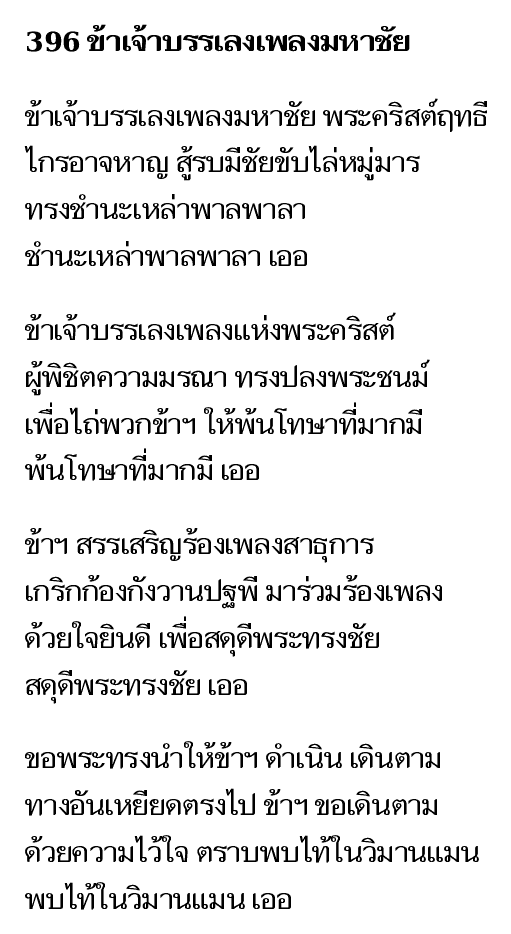 396 ข้าเจ้าบรรเลงเพลงมหาชัย
ข้าเจ้าบรรเลงเพลงมหาชัย พระคริสต์ฤทธี
ไกรอาจหาญ สู้รบมีชัยขับไล่หมู่มาร
ทรงชำนะเหล่าพาลพาลา
ชำนะเหล่าพาลพาลา เออ
ข้าเจ้าบรรเลงเพลงแห่งพระคริสต์
ผู้พิชิตความมรณา ทรงปลงพระชนม์
เพื่อไถ่พวกข้าฯ ให้พ้นโทษาที่มากมี
พ้นโทษาที่มากมี เออ
ข้าฯ สรรเสริญร้องเพลงสาธุการ
เกริกก้องกังวานปฐพี มาร่วมร้องเพลง
ด้วยใจยินดี เพื่อสดุดีพระทรงชัย
สดุดีพระทรงชัย เออ
ขอพระทรงนำให้ข้าฯ ดำเนิน เดินตาม
ทางอันเหยียดตรงไป ข้าฯ ขอเดินตาม
ด้วยความไว้ใจ ตราบพบไท้ในวิมานแมน
พบไท้ในวิมานแมน เออ